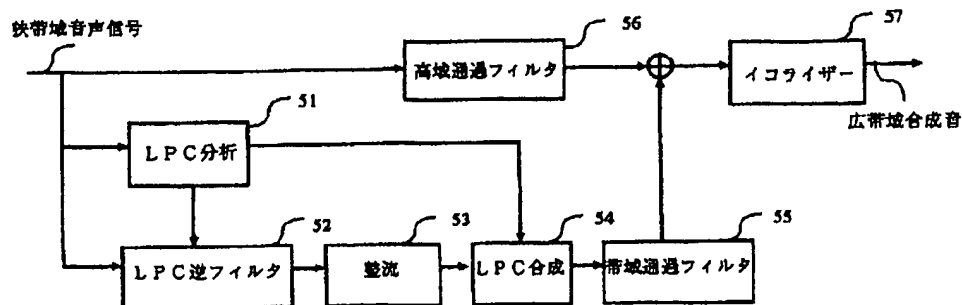 狭帯域音声信号
56
57
高域通過フィルタ
イコライザー
51
広帯域合成音
LPC分析
52
53
54
55
LPC逆フィルタ
整流
LPC合成
帯域通過フィルタ